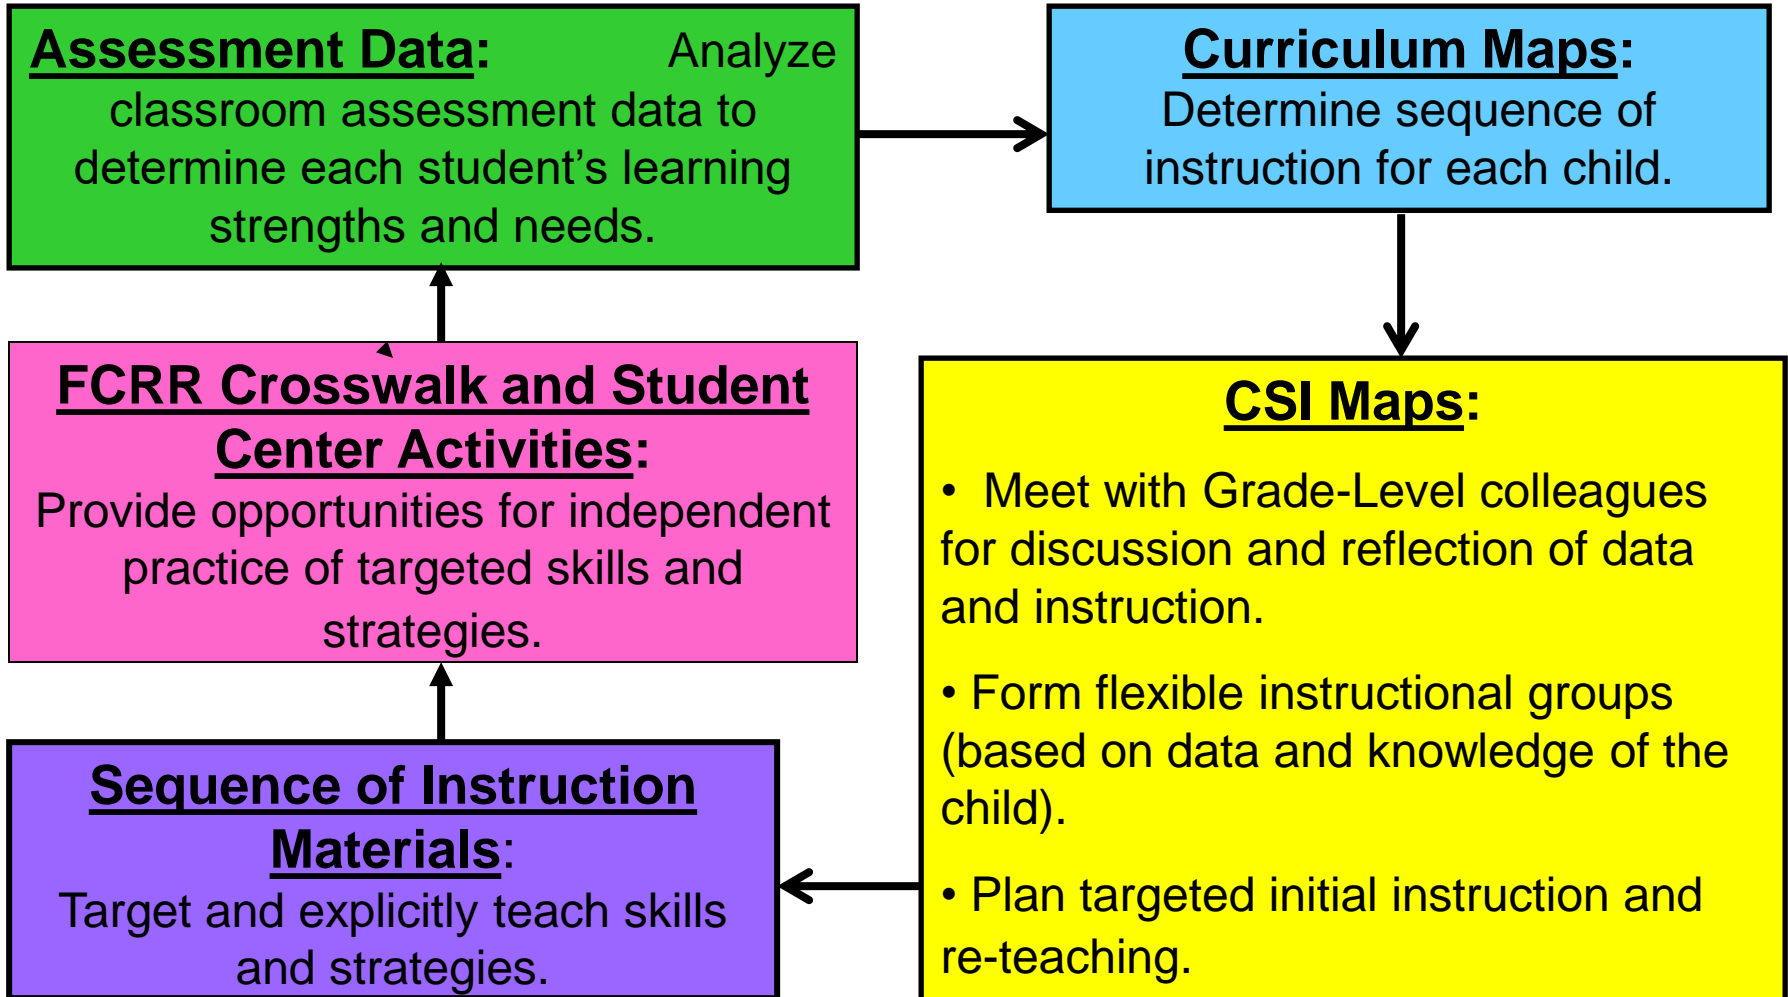 Assessment Data: Analyze
classroom assessment data to
determine each student’s learning
strengths and needs.
Curriculum Maps:
Determine sequence of
instruction for each child.
CSI Maps:
• Meet with Grade-Level colleagues
for discussion and reflection of data
and instruction.
• Form flexible instructional groups
(based on data and knowledge of the
child).
• Plan targeted initial instruction and
re-teaching.
Sequence of Instruction
Materials:
Target and explicitly teach skills
and strategies.
FCRR Crosswalk and Student
Center Activities:
Provide opportunities for independent
practice of targeted skills and
strategies.